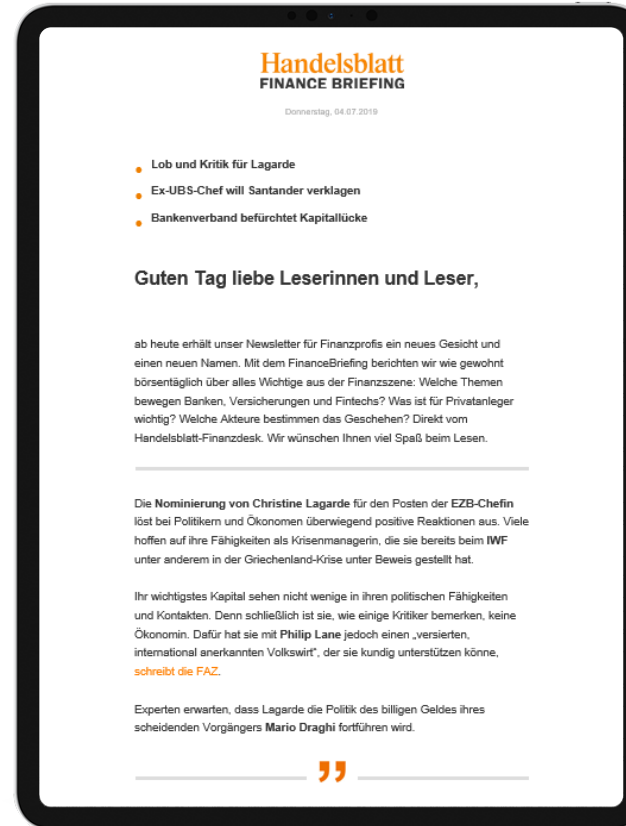 Handelsblatt
FINANCE BRIEFING
Donnerstag, 04.07.2019
Lob und Kritik für Lagarde
Ex-UBS-Chef will Santander verklagen
Bankenverband befürchtet Kapitallücke
Guten Tag liebe Leserinnen und Leser,
ab heute erhält unser Newsletter für Finanzprofis ein neues Gesicht und
einen neuen Namen. Mit dem FinanceBriefing berichten wir wie gewohnt
börsentäglich über alles Wichtige aus der Finanzszene: Welche Themen
bewegen Banken, Versicherungen und Fintechs? Was ist für Privatanleger
wichtig? Welche Akteure bestimmen das Geschehen? Direkt vom
Handelsblatt-Finanzdesk. Wir wünschen Ihnen viel Spaß beim Lesen.
Die Nominierung von Christine Lagarde für den Posten der EZB-Chefin
löst bei Politikern und Ökonomen überwiegend positive Reaktionen aus. Viele
hoffen auf ihre Fähigkeiten als Krisenmanagerin, die sie bereits beim IWF
unter anderem in der Griechenland-Krise unter Beweis gestellt hat.
Ihr wichtigstes Kapital sehen nicht wenige in ihren politischen Fähigkeiten
und Kontakten. Denn schließlich ist sie, wie einige Kritiker bemerken, keine
Ökonomin. Dafür hat sie mit Philip Lane jedoch einen „versierten,
international anerkannten Volkswirt“, der sie kundig unterstützen könne,
schreibt die FAZ.
Experten erwarten, dass Lagarde die Politik des billigen Geldes ihres
scheidenden Vorgängers Mario Draghi fortführen wird.
”